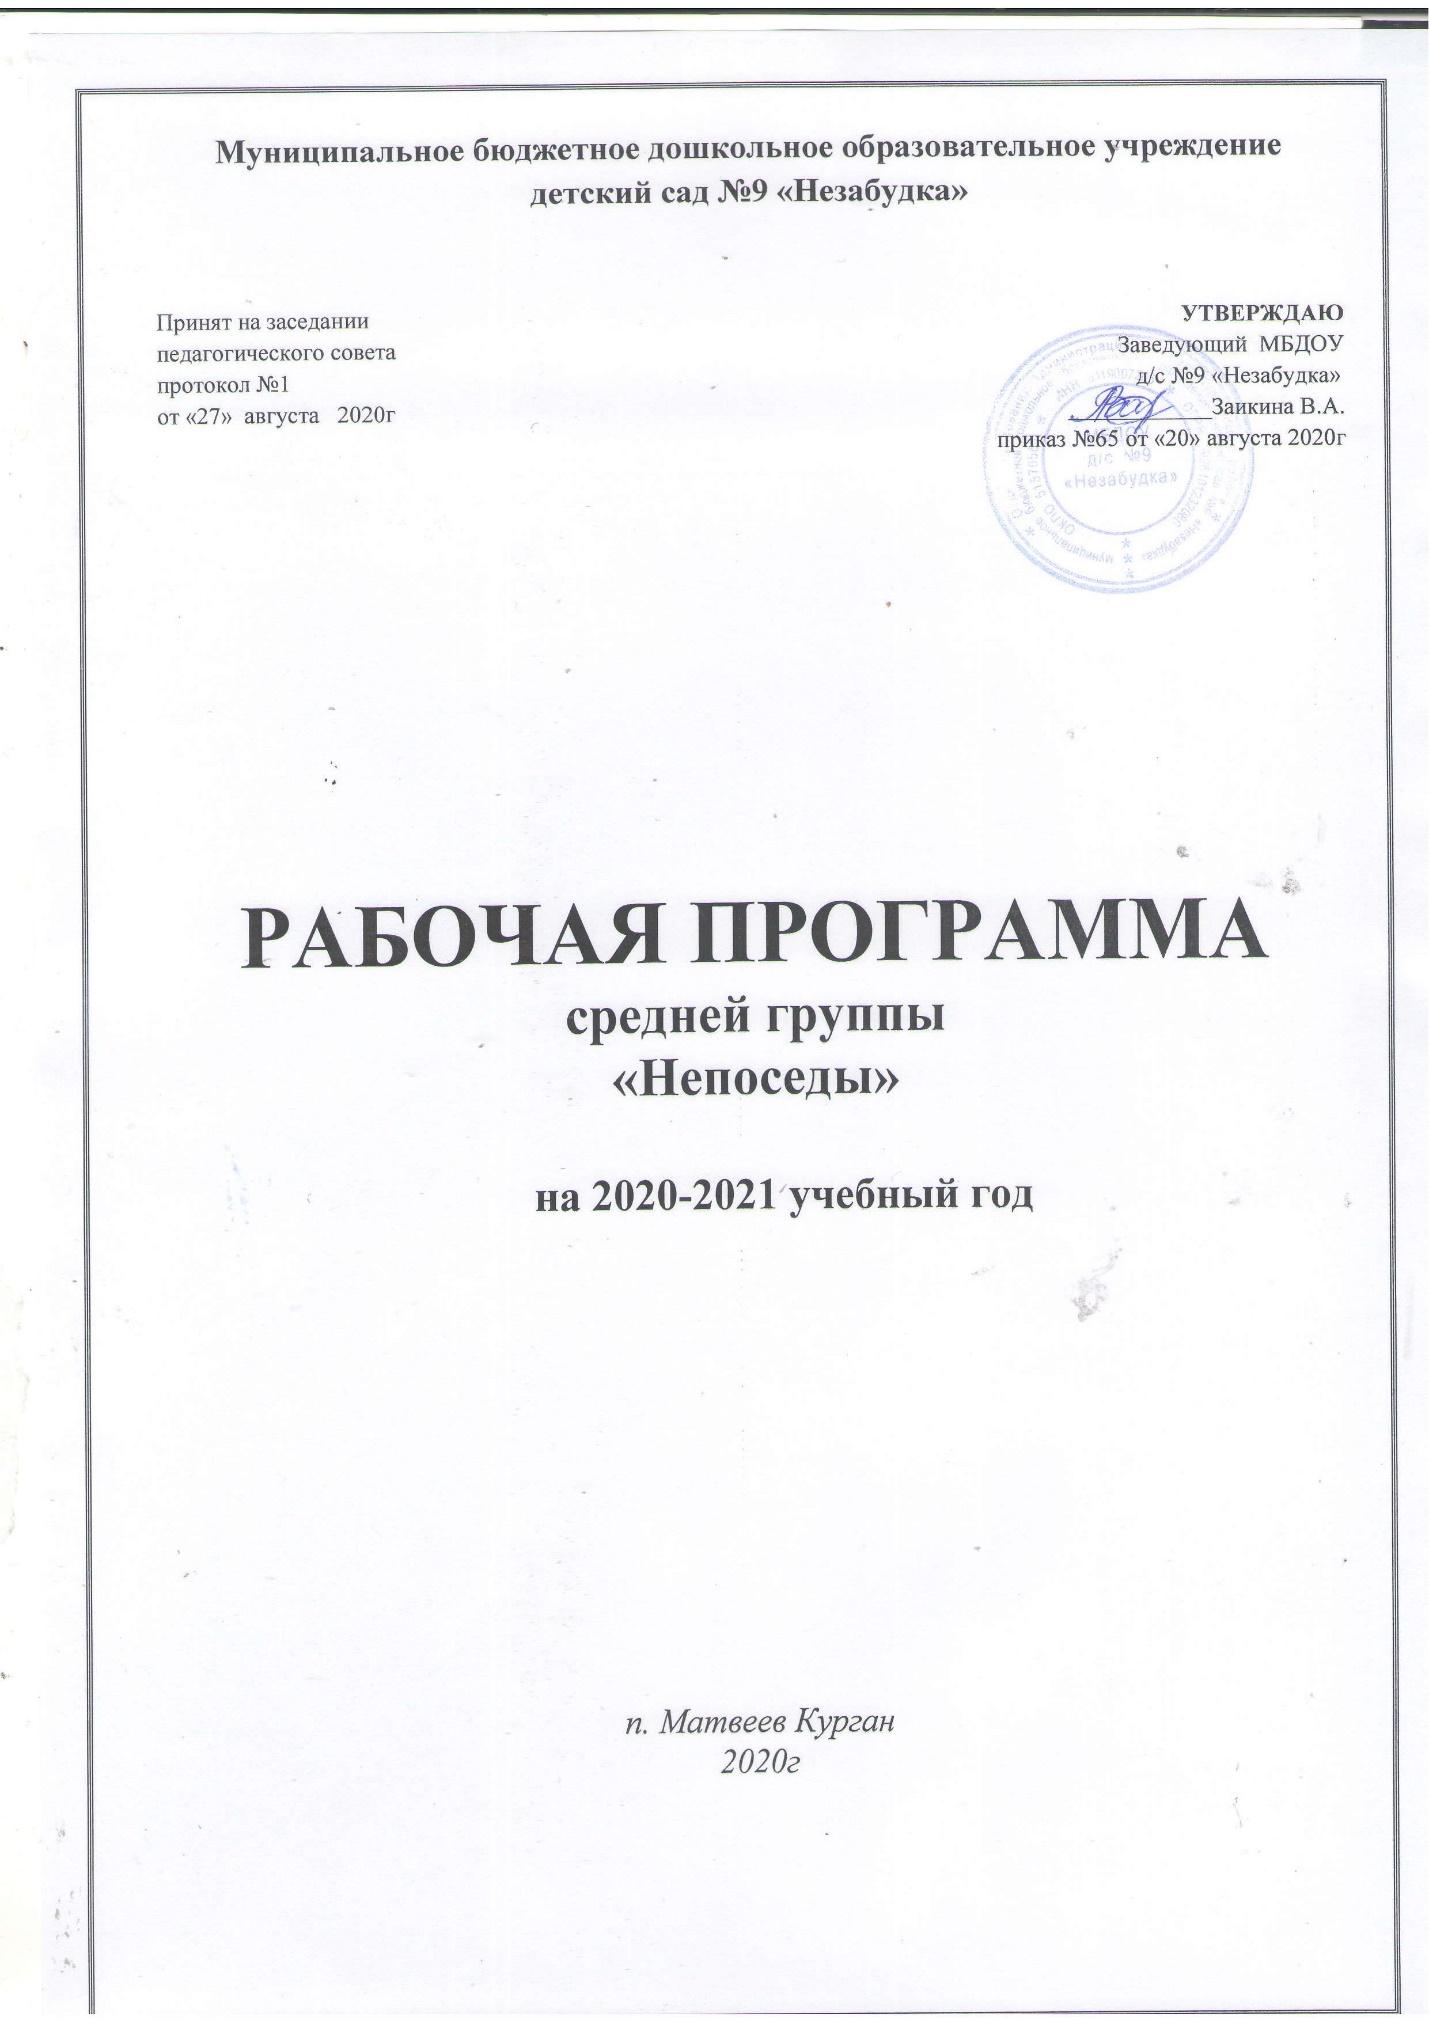 Муниципальное бюджетное дошкольное образовательное учреждение
детский сад №9 «Незабудка»
Принят на заседании
педагогического совета
протокол №1
от «27» августа 2020г
УТВЕРЖДАЮ
Заведующий МБДОУ
д/с №9 «Незабудка»
Заикина В.А.
приказ №65 от «20» августа 2020г
д/с №9
«Незабудка»
РАБОЧАЯ ПРОГРАММА
средней группы
«Непоседы»
на 2020-2021 учебный год
п. Матвеев Курган
2020г